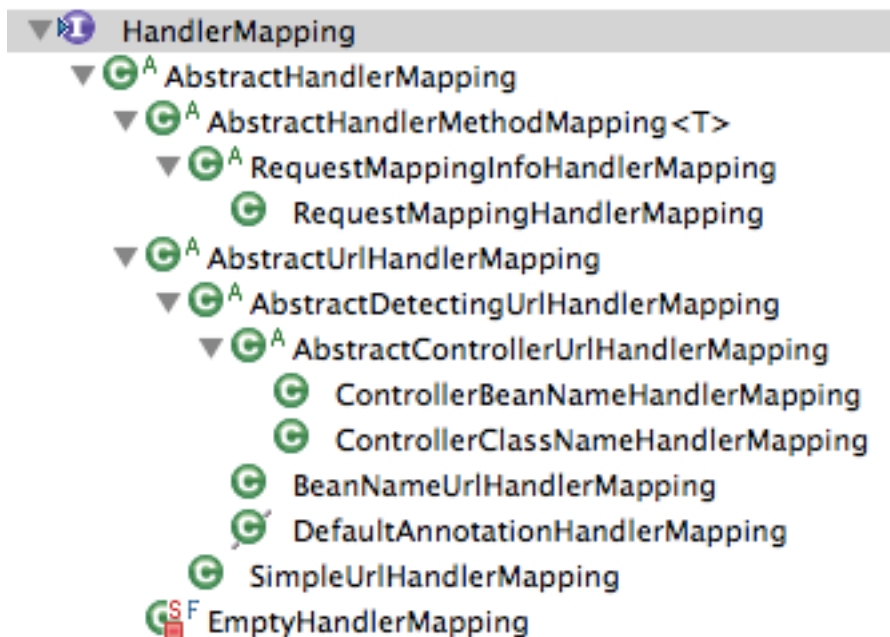 HandlerMapping
A AbstractHandlerMapping
A AbstractHandlerMethodMapping<T>
A RequestMappingInfoHandlerMapping
RequestMappingHandlerMapping
A AbstractUrlHandlerMapping
A AbstractDetectingUrlHandlerMapping
A AbstractControllerUrlHandlerMapping
ControllerBeanNameHandlerMapping
ControllerClassNameHandlerMapping
BeanNameUrlHandlerMapping
DefaultAnnotationHandlerMapping
SimpleUrlHandlerMapping
S F EmptyHandlerMapping